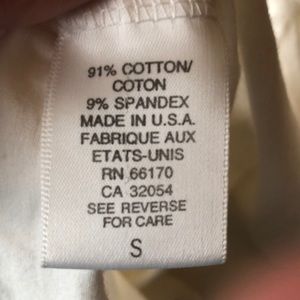 91% COTTON/
COTON
9% SPANDEX
MADE IN U.S.A.
FABRIQUE AUX
ETATS-UNIS
RN 66170
CA 32054
SEE REVERSE
FOR CARE
S